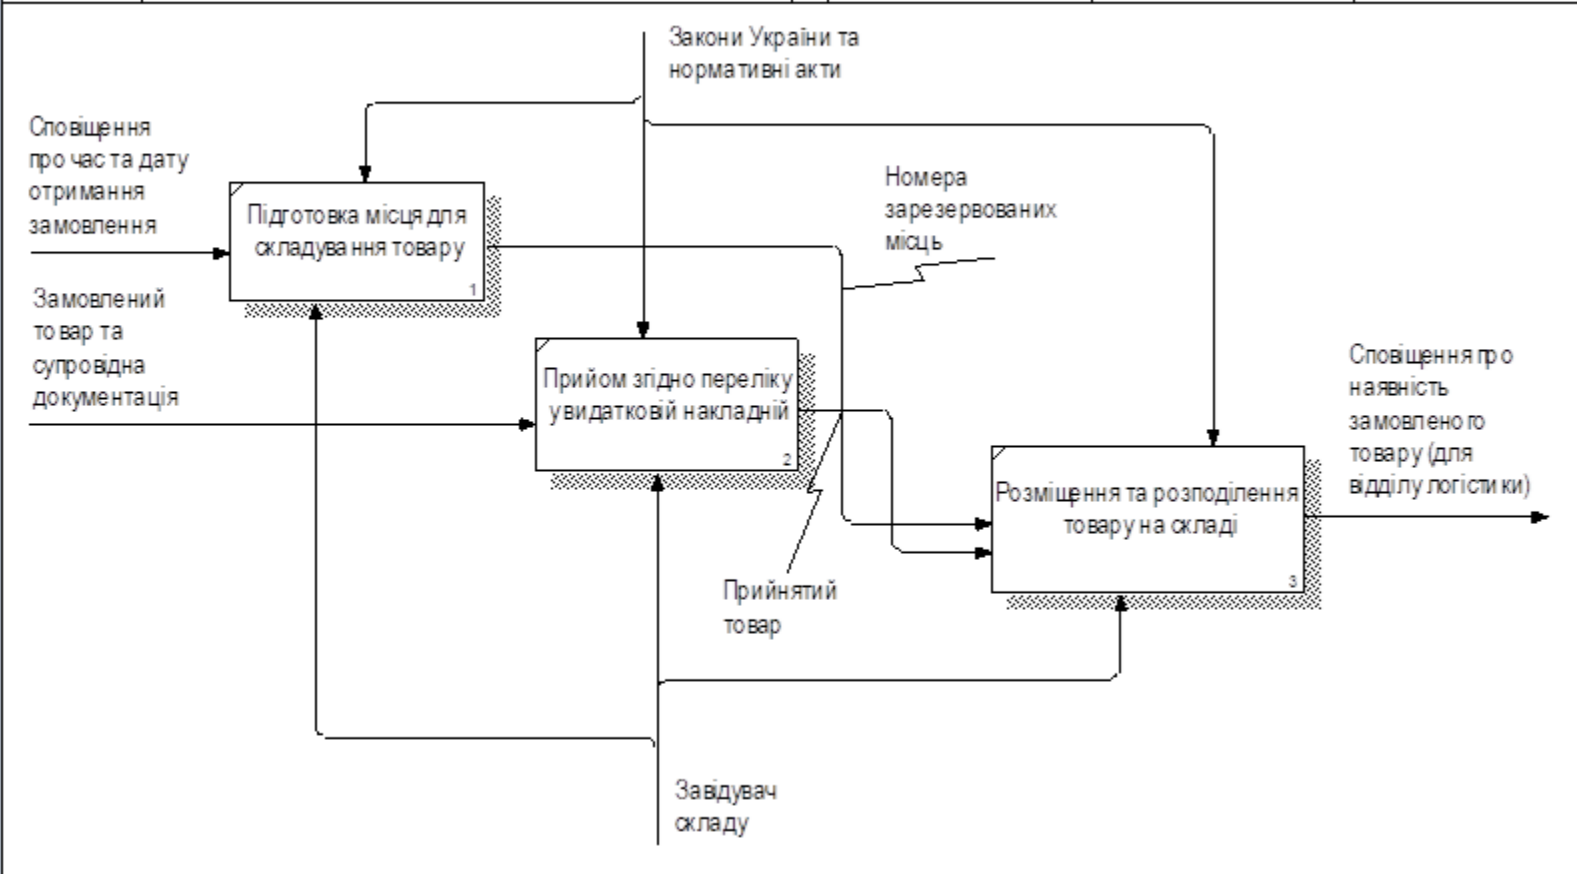 Закони України та
нормативні акти
Сповіщення
про час та дату
отримання
замовлення
Номера
зарезервованих
місць
Підготовка місця для
складування товару
1
Замовлений
товар та
супровідна
документація
Прийом згідно переліку
у видатковій накладній
2
Сповіщення про
наявність
замовленого
товару (для
відділу логістики)
Розміщення та розподілення
товару на складі
3
Прийнятий
товар
Завідувач
складу